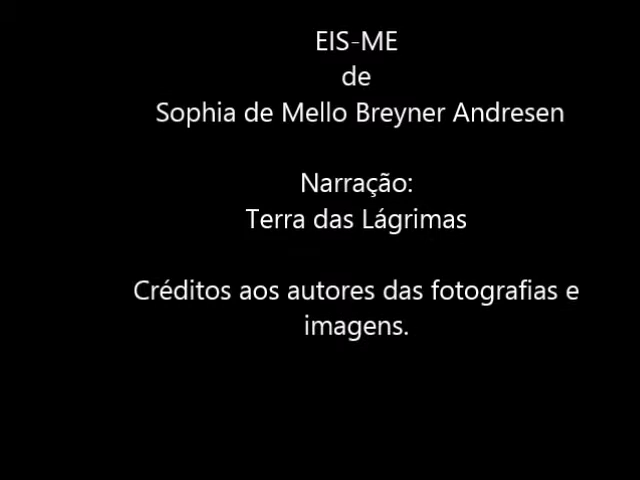 EIS-ME
de
Sophia de Mello Breyner Andresen
Narração:
Terra das Lágrimas
Créditos aos autores das fotografias e
imagens.